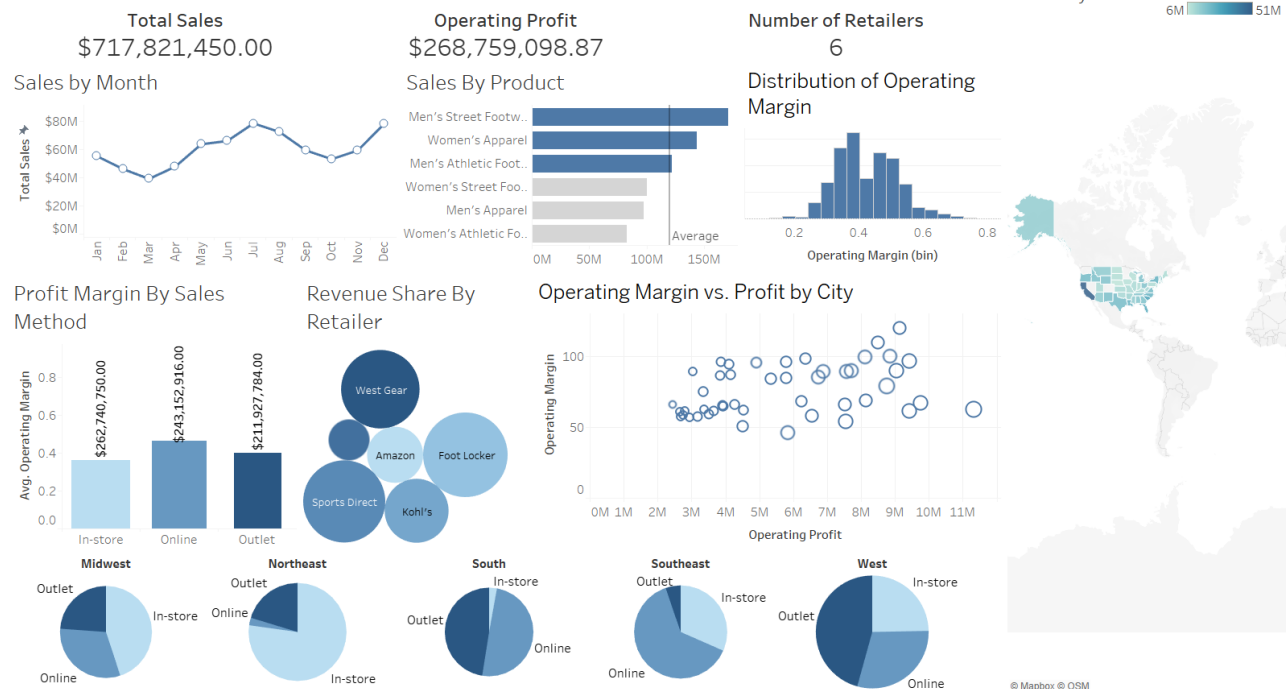 Total Sales
$717,821,450.00
Operating Profit
$268,759,098.87
Number of Retailers
6
6M
51M
Sales by Month
Total Sales
$80M
$60M
$40M
$20M
$0M
Jan
Feb
Mar
Apr
May
Jun
Jul
Aug
Sep
Oct
Nov
Dec
Sales By Product
Men's Street Footw..
Women's Apparel
Men's Athletic Foot..
Women's Street Foo..
Men's Apparel
Women's Athletic Fo..
Average
0M 50M 100M 150M
Distribution of Operating
Margin
0.2 0.4 0.6 0.8
Operating Margin (bin)
Profit Margin By Sales
Method
Avg. Operating Margin
0.8
0.6
0.4
0.2
0.0
$262,740,750.00
$243,152,916.00
$211,927,784.00
In-store
Online
Outlet
Revenue Share By
Retailer
West Gear
Amazon
Foot Locker
Sports Direct
Kohl's
Operating Margin vs. Profit by City
Operating Margin
100
50
0
0M 1M 2M 3M 4M 5M 6M 7M 8M 9M 10M 11M
Operating Profit
Midwest
Outlet
In-store
Online
Northeast
Outlet
Online
In-store
South
In-store
Outlet
Online
Southeast
Outlet
In-store
Online
West
In-store
Outlet
Online
© Mapbox © OSM